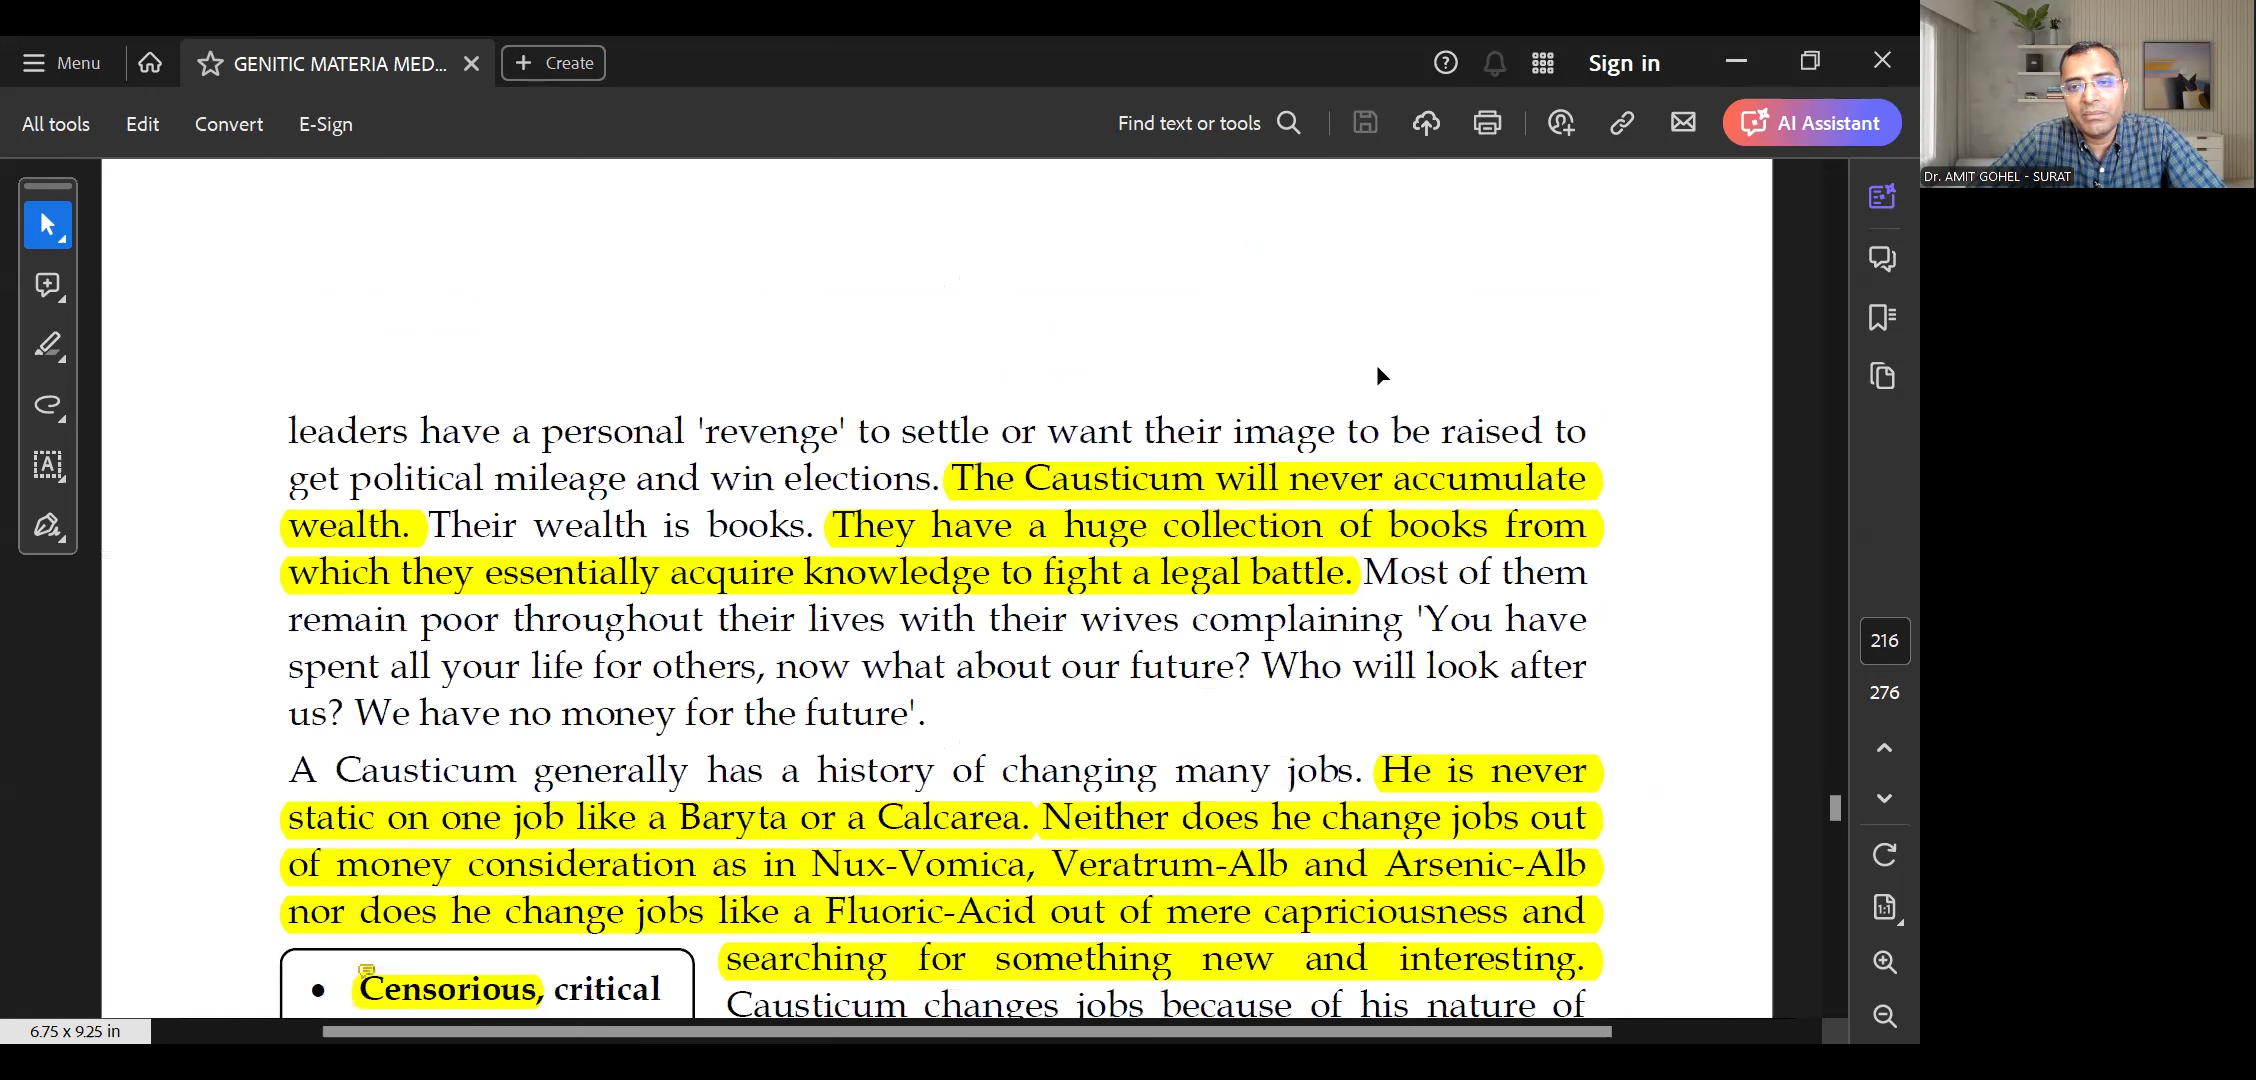 Menu
GENITIC MATERIA MED...
Create
Sign in
All tools
Edit
Convert
E-Sign
Find text or tools
AI Assistant
Dr. AMIT GOHEL - SURAT
leaders have a personal 'revenge' to settle or want their image to be raised to
get political mileage and win elections. The Causticum will never accumulate
wealth. Their wealth is books. They have a huge collection of books from
which they essentially acquire knowledge to fight a legal battle. Most of them
remain poor throughout their lives with their wives complaining 'You have
spent all your life for others, now what about our future? Who will look after
us? We have no money for the future'.
A Causticum generally has a history of changing many jobs. He is never
static on one job like a Baryta or a Calcarea. Neither does he change jobs out
of money consideration as in Nux-Vomica, Veratrum-Alb and Arsenic-Alb
nor does he change jobs like a Fluoric-Acid out of mere capriciousness and
searching for something new and interesting.
Causticum changes jobs because of his nature of
• Censorious, critical
216
276
1:1
6.75 x 9.25 in